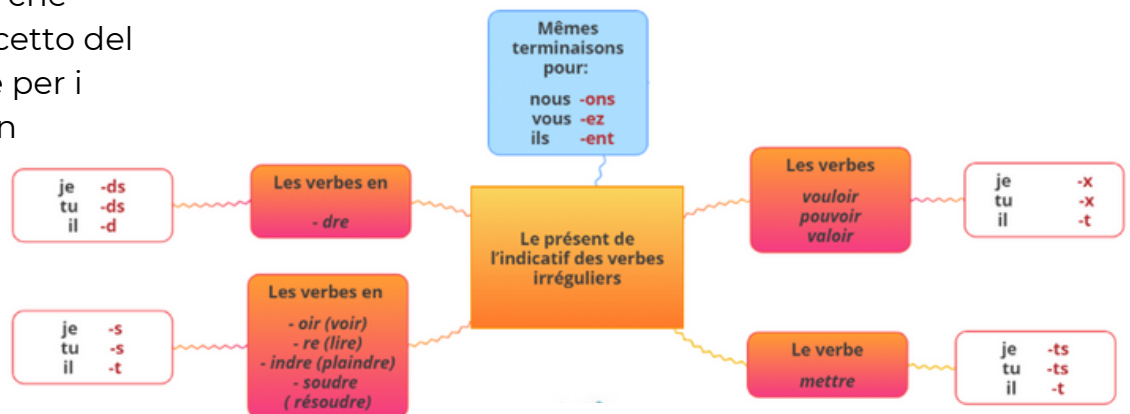 cetto del
per i
Mêmes
terminaisons
pour:
nous -ons
vous -ez
ils -ent
je -ds
tu -ds
il -d
Les verbes en
- dre
Le présent de
l'indicatif des verbes
irréguliers
Les verbes
vouloir
pouvoir
valoir
je -x
tu -x
il -t
je -s
tu -s
il -t
Les verbes en
- oir (voir)
- re (lire)
- indre (plaindre)
- soudre
( résoudre)
Le verbe
mettre
je -ts
tu -ts
il -t